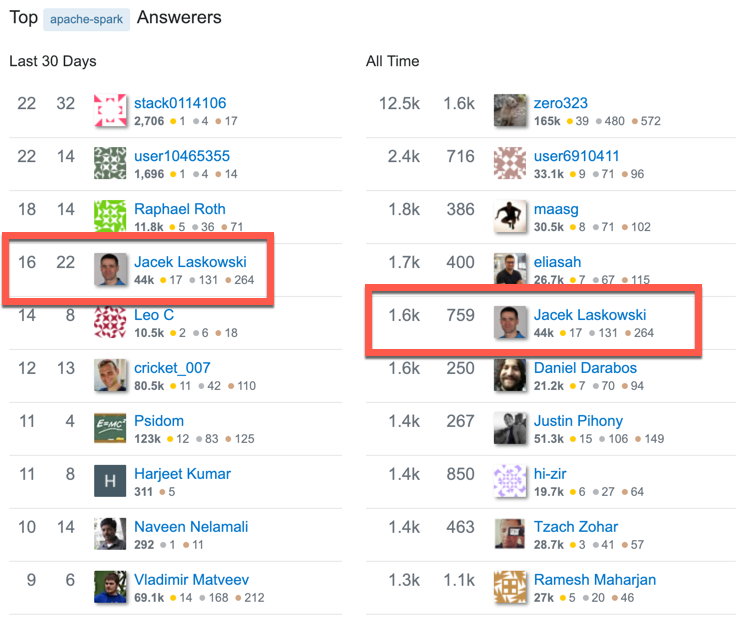 Top apache-spark Answerers
Last 30 Days
22 32 stack0114106
2,706 1 4 17
22 14 user10465355
1,696 1 4 14
18 14 Raphael Roth
11.8k 5 36 71
16 22 Jacek Laskowski
44k 17 131 264
14 8 Leo C
10.5k 2 6 18
12 13 cricket_007
80.5k 11 42 110
11 4 Psidom
E=MC²
123k 12 83 125
11 8 H Harjeet Kumar
311 5
10 14 Naveen Nelamali
292 1 11
9 6 Vladimir Matveev
69.1k 14 168 212
All Time
12.5k 1.6k zero323
165k 39 480 572
2.4k 716 user6910411
33.1k 9 71 96
1.8k 386 maasg
30.5k 8 71 102
1.7k 400 eliasah
26.7k 7 67 115
1.6k 759 Jacek Laskowski
44k 17 131 264
1.6k 250 Daniel Darabos
21.2k 7 70 94
1.4k 267 Justin Pihony
51.3k 15 106 149
1.4k 850 hi-zir
19.7k 6 27 64
1.4k 463 Tzach Zohar
28.7k 3 41 57
1.3k 1.1k Ramesh Maharjan
27k 5 20 46